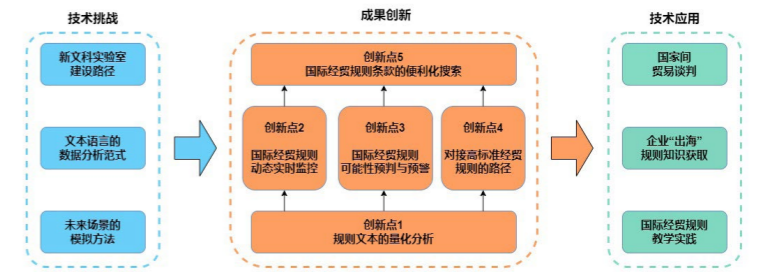 技术挑战
新文科实验室
建设路径
文本语言的
数据分析范式
未来场景的
模拟方法
成果创新
创新点5
国际经贸规则条款的便利化搜索
创新点2
国际经贸规则
动态实时监控
创新点3
国际经贸规则
可能性预判与预警
创新点4
对接高标准经贸
规则的路径
创新点1
规则文本的量化分析
技术应用
国家间
贸易谈判
企业“出海”
规则知识获取
国际经贸规则
教学实践